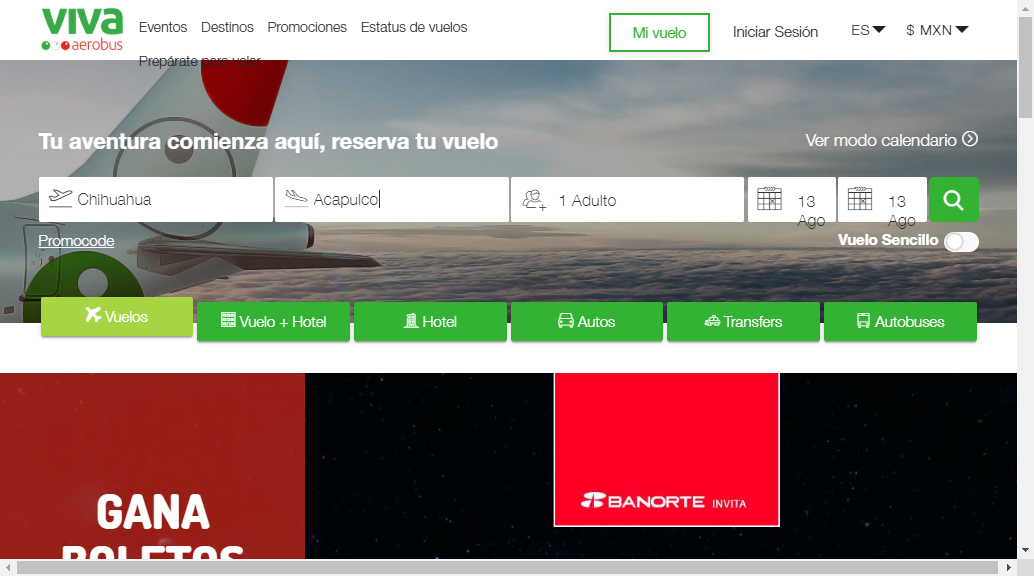 viva
aerobus
Eventos Destinos Promociones Estatus de vuelos
Prepárate para volar
Mi vuelo
Iniciar Sesión
ES
$ MXN
Tu aventura comienza aquí, reserva tu vuelo
Ver modo calendario
Chihuahua
Acapulco
1 Adulto
13
Ago
13
Ago
Promocode
Vuelo Sencillo
Vuelos
Vuelo + Hotel
Hotel
Autos
Transfers
Autobuses
GANA
BOLETOS
BANORTE INVITA